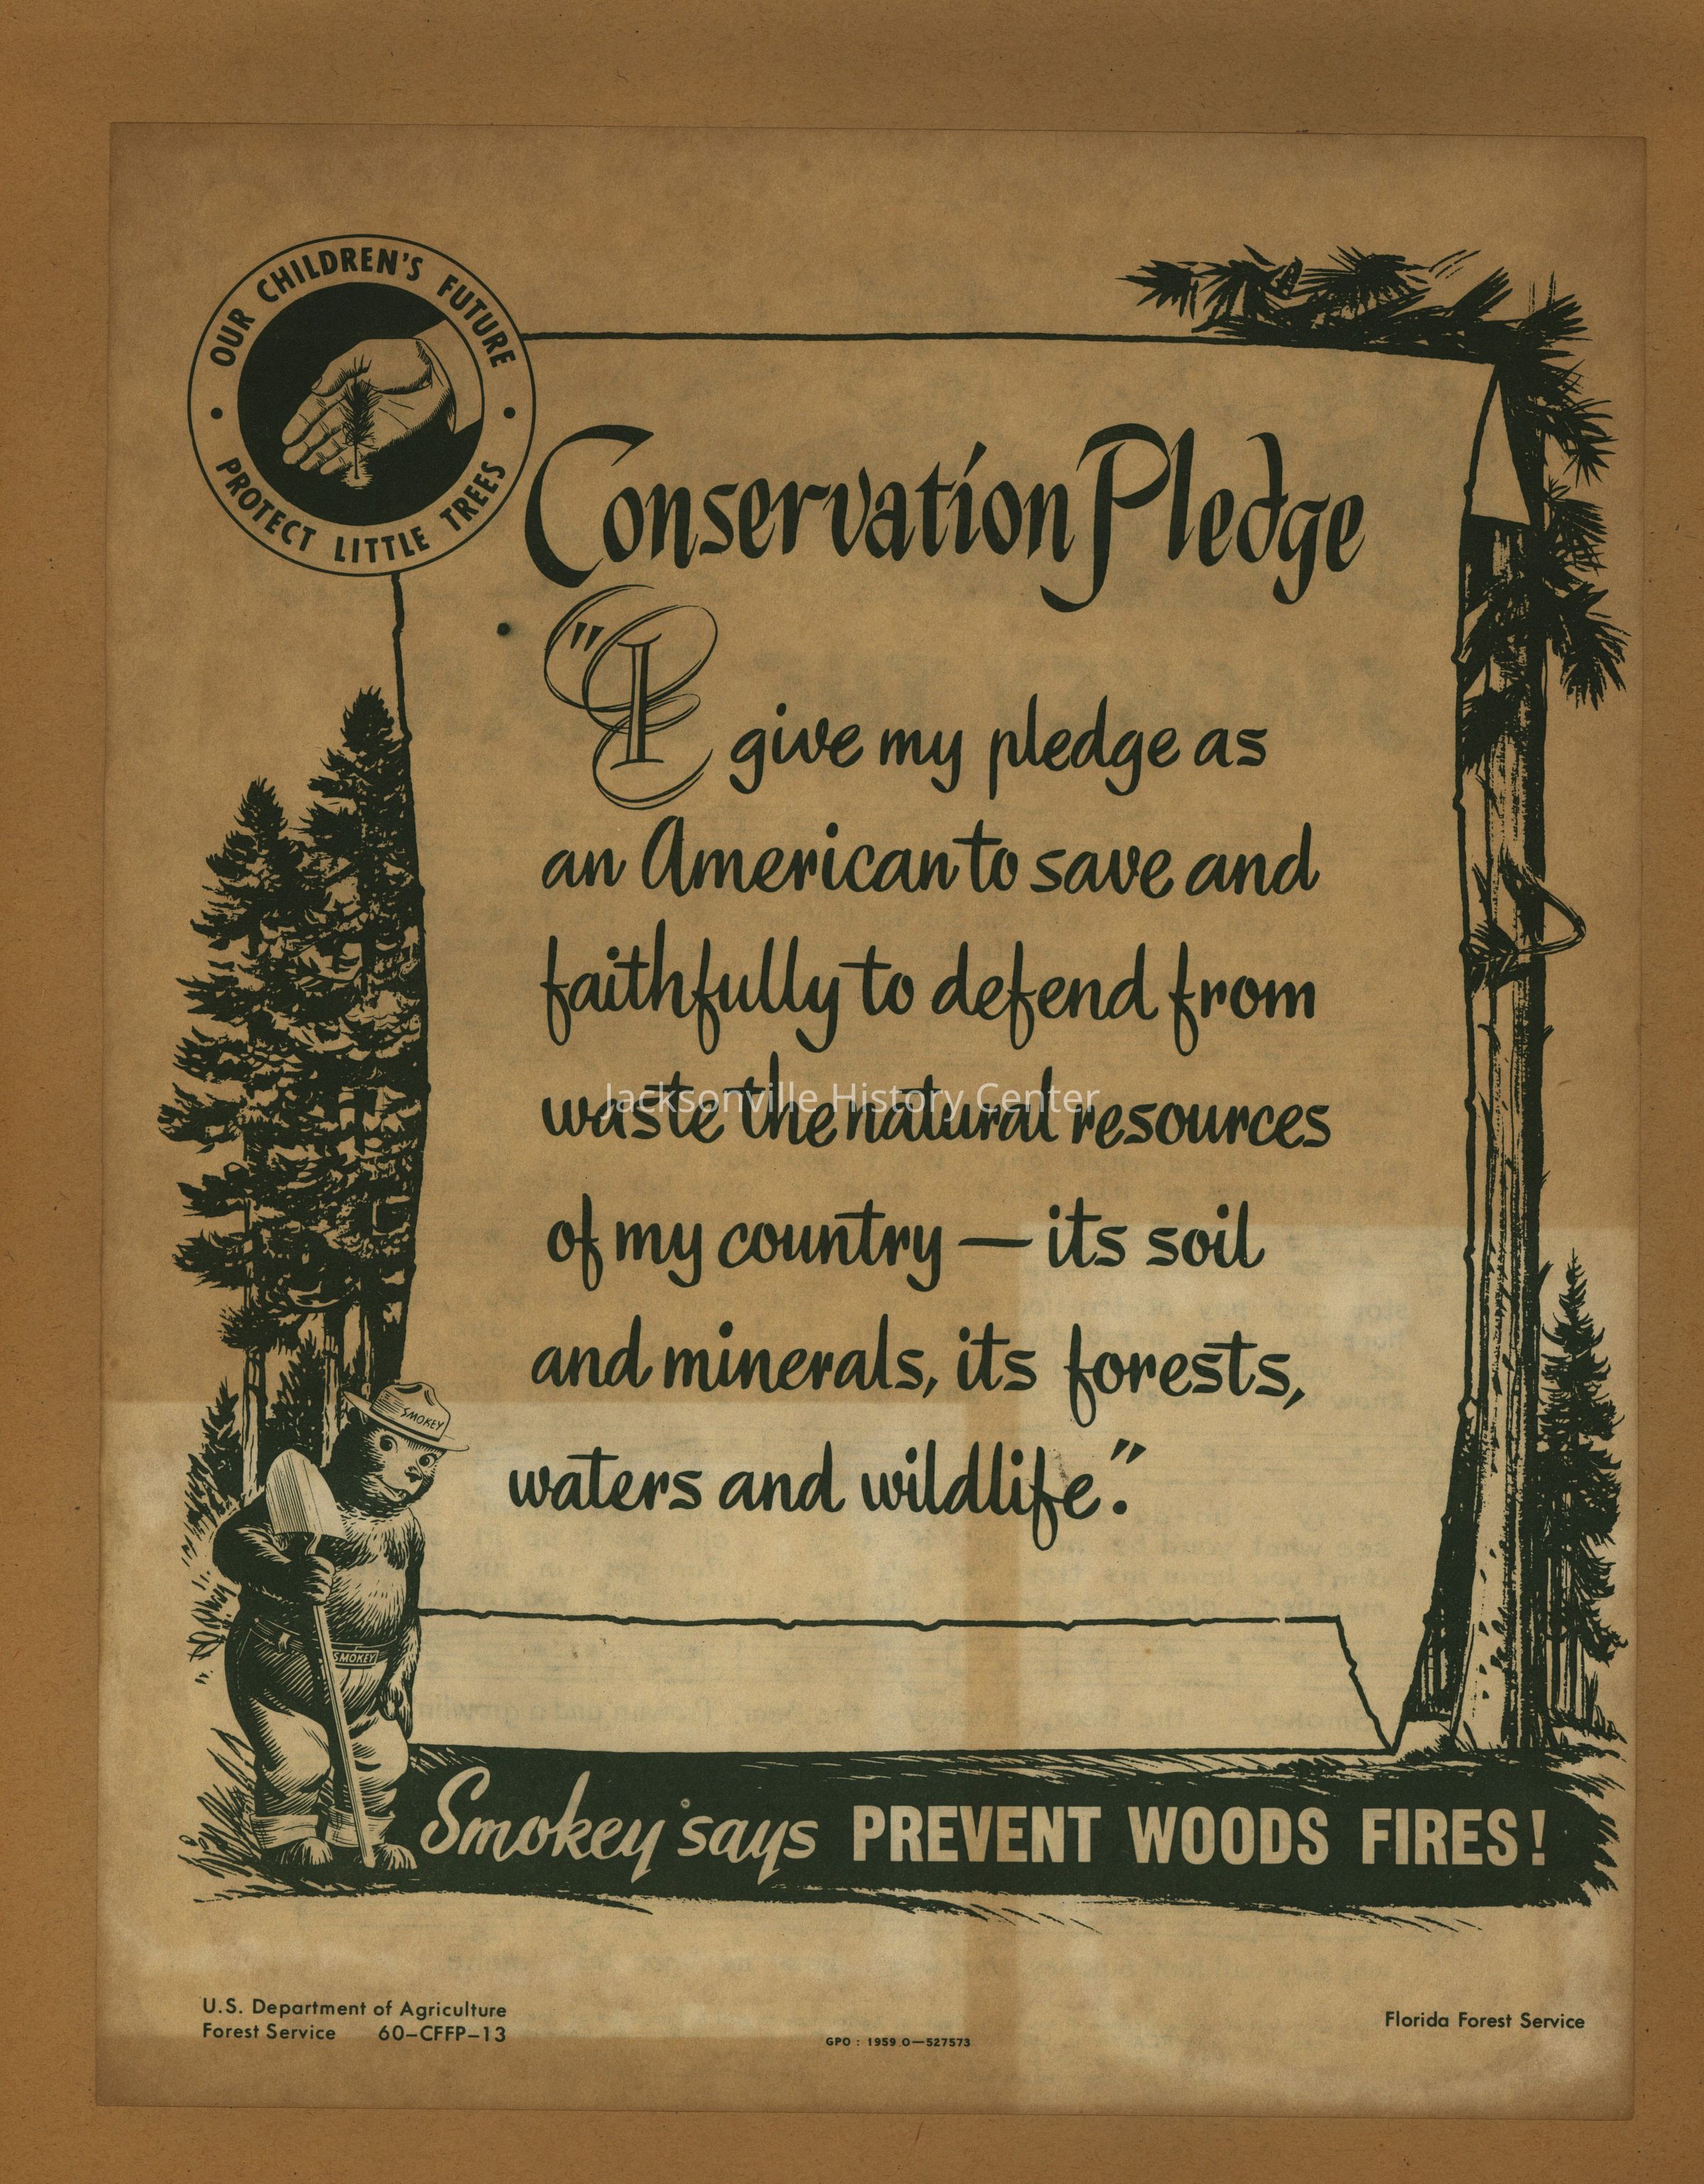 OUR CHILDREN'S FUTURE
PROTECT LITTLE TREES
Conservation Pledge
"I give my pledge as
an American to save and
faithfully to defend from
waste the natural resources
of my country — its soil
and minerals, its forests,
waters and wildlife."
Jacksonville History Center
SMOKEY
SMOKEY
Smokey says PREVENT WOODS FIRES!
U.S. Department of Agriculture
Forest Service 60-CFFP-13
GPO : 1959 O—527573
Florida Forest Service